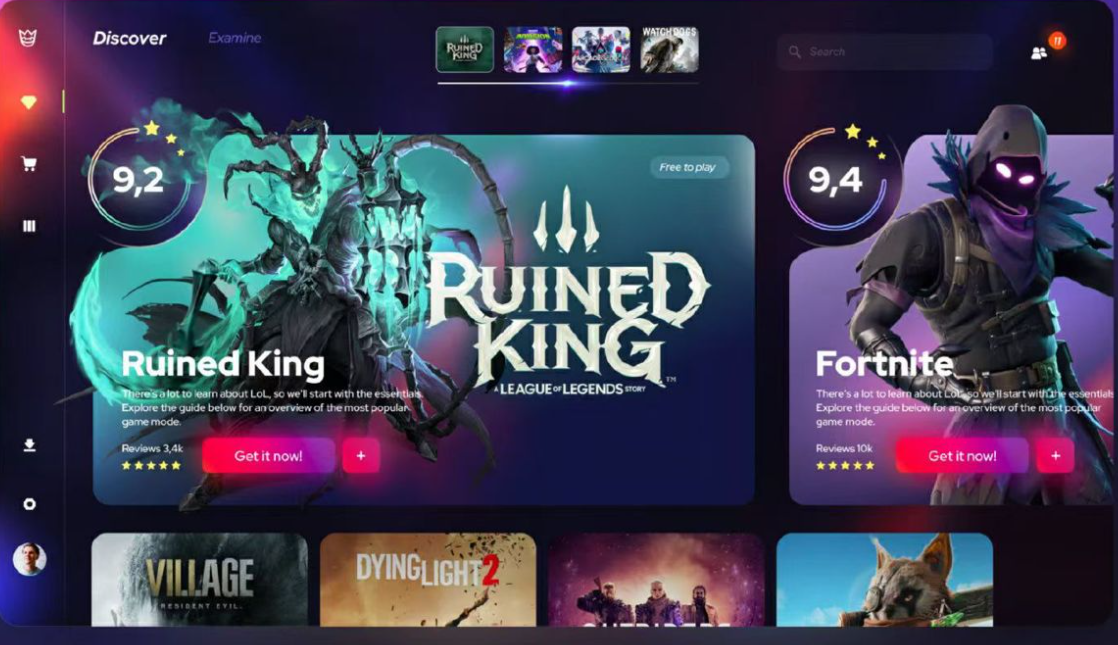 Discover
Examine
RUINED
KING
WATCH DOGS
Search
11
9,2
Free to play
RUINED
KING
A LEAGUE OF LEGENDS STORY ™
Ruined King
There's a lot to learn about LoL, so we'll start with the essentials.
Explore the guide below for an overview of the most popular
game mode.
Reviews 3,4k
Get it now!
+
9,4
Fortnite
There's a lot to learn about LoL, so we'll start with the essentials
Explore the guide below for an overview of the most popular
game mode.
Reviews 10k
Get it now!
+
VILLAGE
RESIDENT EVIL
DYING LIGHT 2
OUTRIDERS